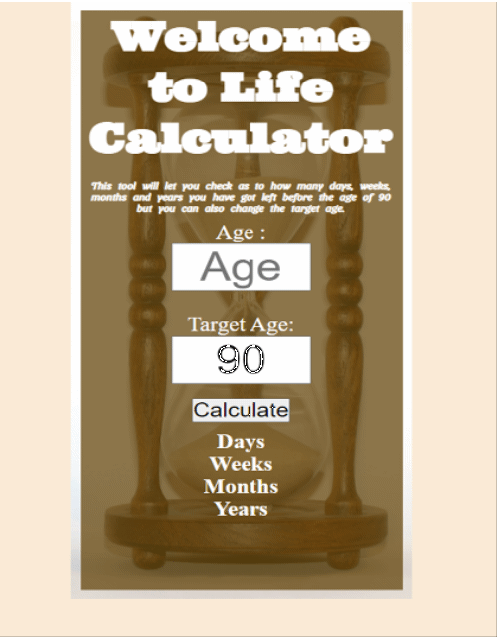 Welcome
to Life
Calculator
This tool will let you check as to how many days, weeks,
months and years you have got left before the age of 90
but you can also change the target age.
Age :
Age
Target Age:
90
Calculate
Days
Weeks
Months
Years